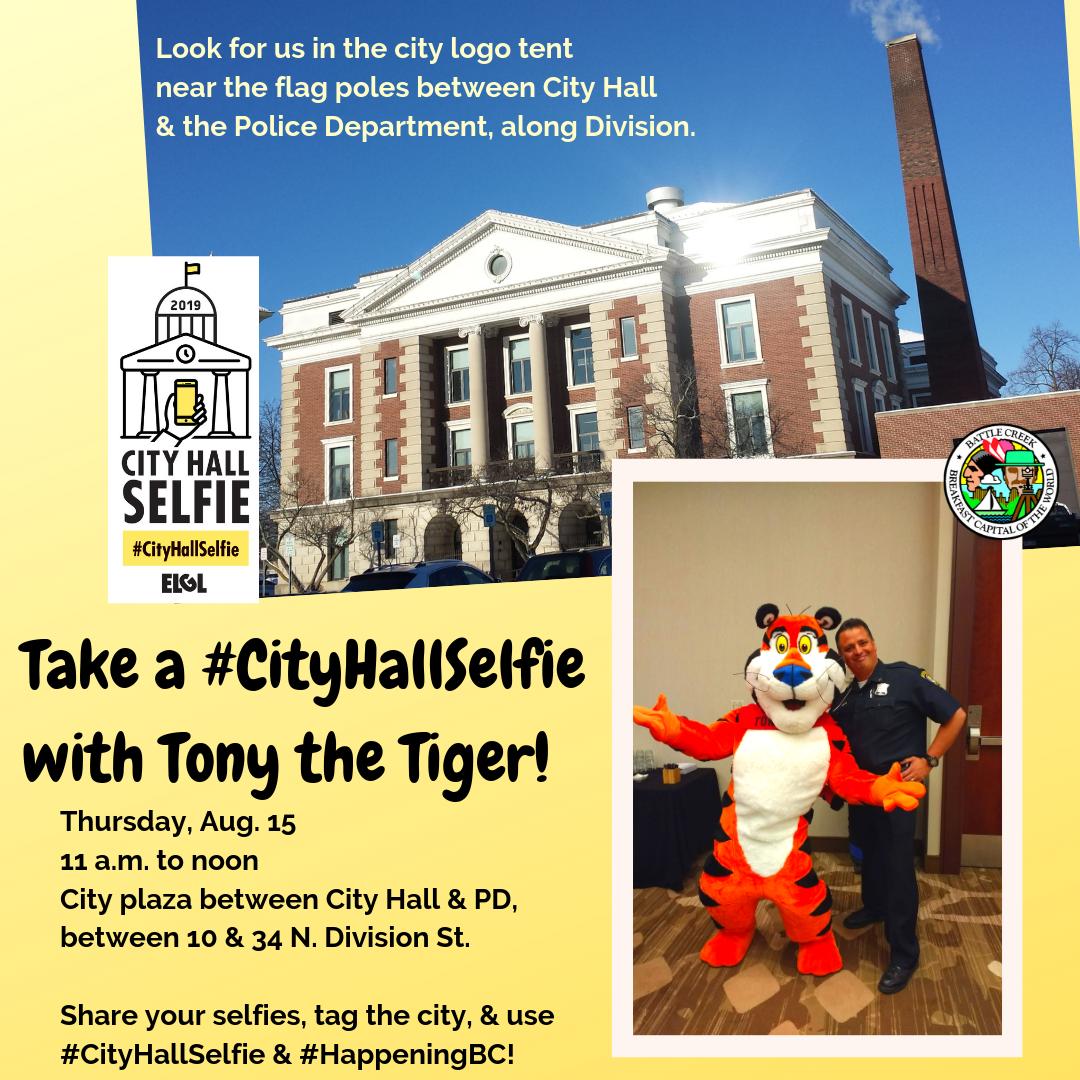 Look for us in the city logo tent
near the flag poles between City Hall
& the Police Department, along Division.
2019
CITY HALL
SELFIE
#CityHallSelfie
ELGL
BATTLE CREEK
BREAKFAST CAPITAL OF THE WORLD
Take a #CityHallSelfie
with Tony the Tiger!
Thursday, Aug. 15
11 a.m. to noon
City plaza between City Hall & PD,
between 10 & 34 N. Division St.
Share your selfies, tag the city, & use
#CityHallSelfie & #HappeningBC!